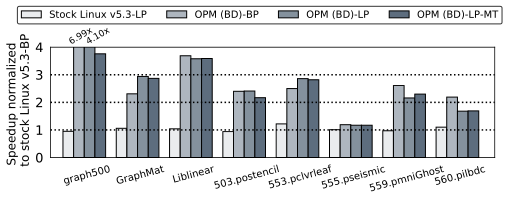 Stock Linux v5.3-LP OPM (BD)-BP OPM (BD)-LP OPM (BD)-LP-MT
6.99x 4.10x
Speedup normalized
to stock Linux v5.3-BP
4
3
2
1
0
graph500 GraphMat Liblinear 503.postencil 553.pclvrleaf 555.pseismic 559.pmniGhost 560.pilbdc